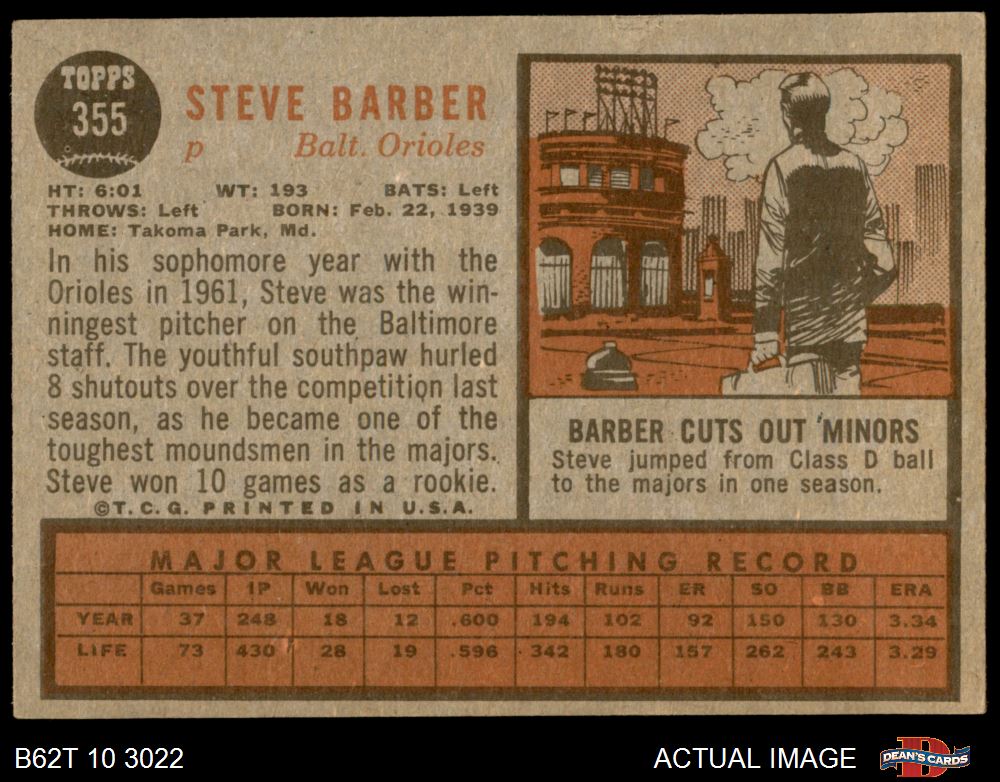 TOPPS
355
STEVE BARBER
p Balt. Orioles
HT: 6:01 WT: 193 BATS: Left
THROWS: Left BORN: Feb. 22, 1939
HOME: Takoma Park, Md.
In his sophomore year with the
Orioles in 1961, Steve was the win-
ningest pitcher on the Baltimore
staff. The youthful southpaw hurled
8 shutouts over the competition last
season, as he became one of the
toughest moundsmen in the majors.
Steve won 10 games as a rookie.
©T.C.G. PRINTED IN U.S.A.
BARBER CUTS OUT 'MINORS
Steve jumped from Class D ball
to the majors in one season.
MAJOR LEAGUE PITCHING RECORD
Games IP Won Lost Pct Hits Runs ER SO BB ERA
YEAR 37 248 18 12 .600 194 102 92 150 130 3.34
LIFE 73 430 28 19 .596 342 180 157 262 243 3.29
B62T 10 3022 ACTUAL IMAGE DEAN'S CARDS